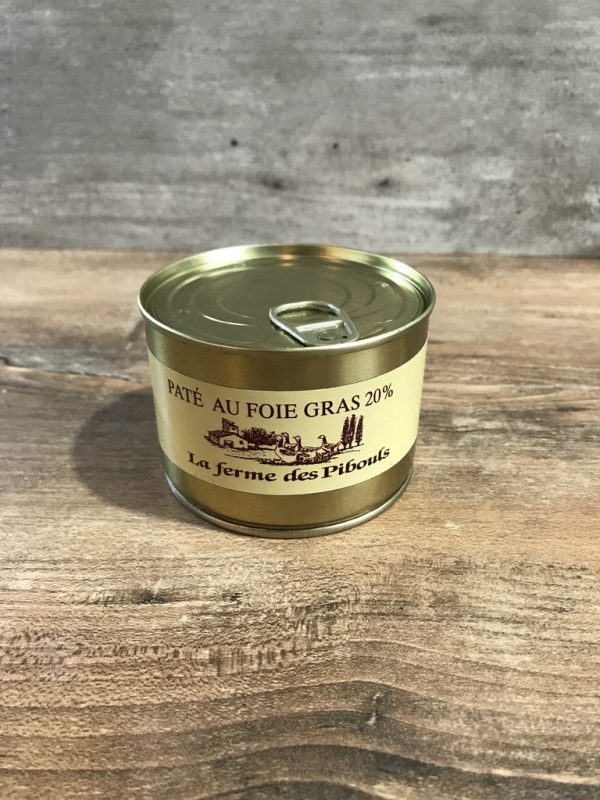 PATÉ AU FOIE GRAS 20%
La ferme des Pibouls